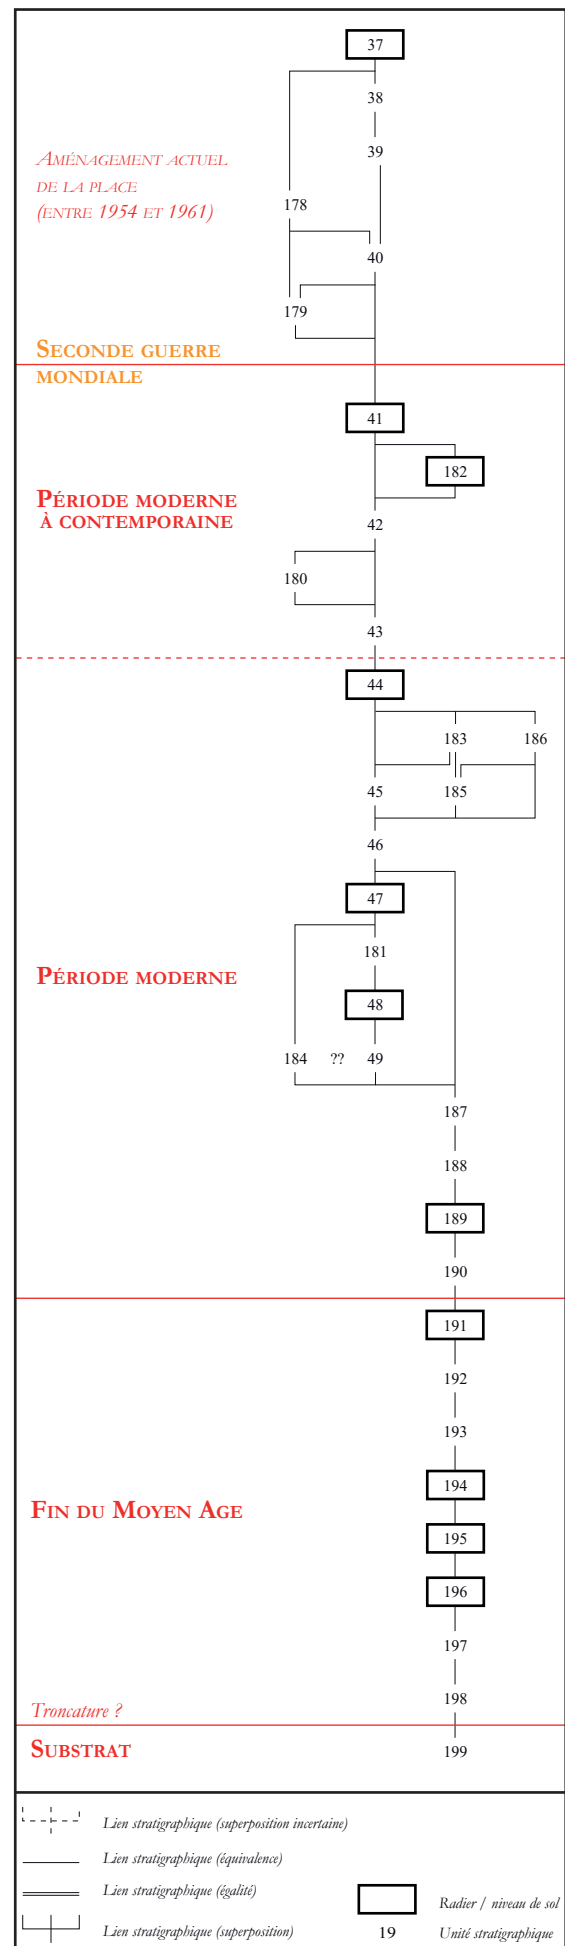 37
38
39
AMÉNAGEMENT ACTUEL
DE LA PLACE
(ENTRE 1954 ET 1961)
178
40
179
SECONDE GUERRE
MONDIALE
41
182
PÉRIODE MODERNE
À CONTEMPORAINE
42
180
43
44
183 186
45 185
46
47
181
PÉRIODE MODERNE
48
184 ?? 49
187
188
189
190
191
192
193
194
FIN DU MOYEN AGE
195
196
197
198
Troncature ?
SUBSTRAT
199
Lien stratigraphique (superposition incertaine)
Lien stratigraphique (équivalence)
Lien stratigraphique (égalité)
Radier / niveau de sol
Lien stratigraphique (superposition)
19 Unité stratigraphique